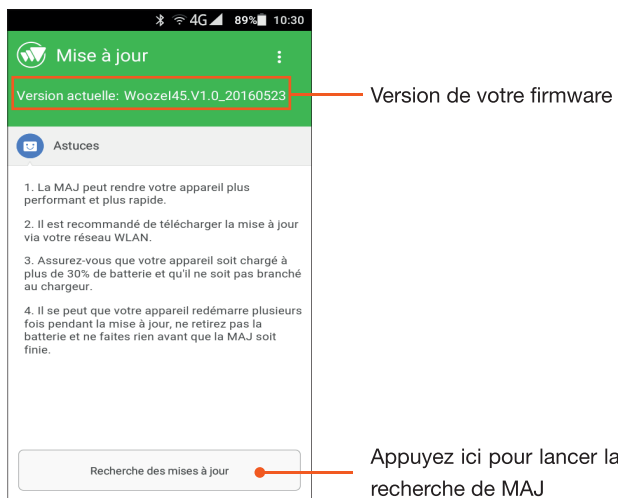 4G 89% 10:30
Mise à jour
Version actuelle: Woozel45.V1.0_20160523
Version de votre firmware
Astuces
1. La MAJ peut rendre votre appareil plus
performant et plus rapide.
2. Il est recommandé de télécharger la mise à jour
via votre réseau WLAN.
3. Assurez-vous que votre appareil soit chargé à
plus de 30% de batterie et qu'il ne soit pas branché
au chargeur.
4. Il se peut que votre appareil redémarre plusieurs
fois pendant la mise à jour, ne retirez pas la
batterie et ne faites rien avant que la MAJ soit
finie.
Recherche des mises à jour
Appuyez ici pour lancer la
recherche de MAJ